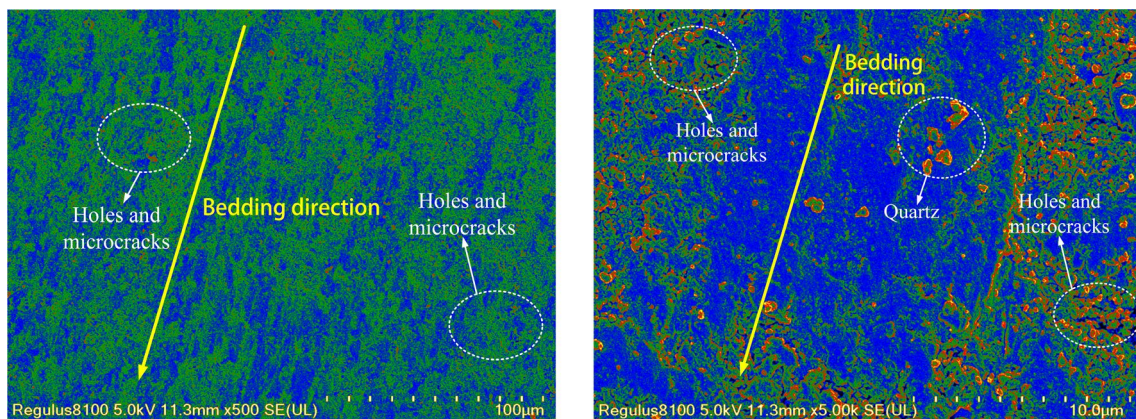 Holes and
microcracks
Bedding direction
Holes and
microcracks
Regulus8100 5.0kV 11.3mm x500 SE(UL)
100μm
Bedding
direction
Holes and
microcracks
Quartz
Holes and
microcracks
Regulus8100 5.0kV 11.3mm x5.00k SE(UL)
10.0μm